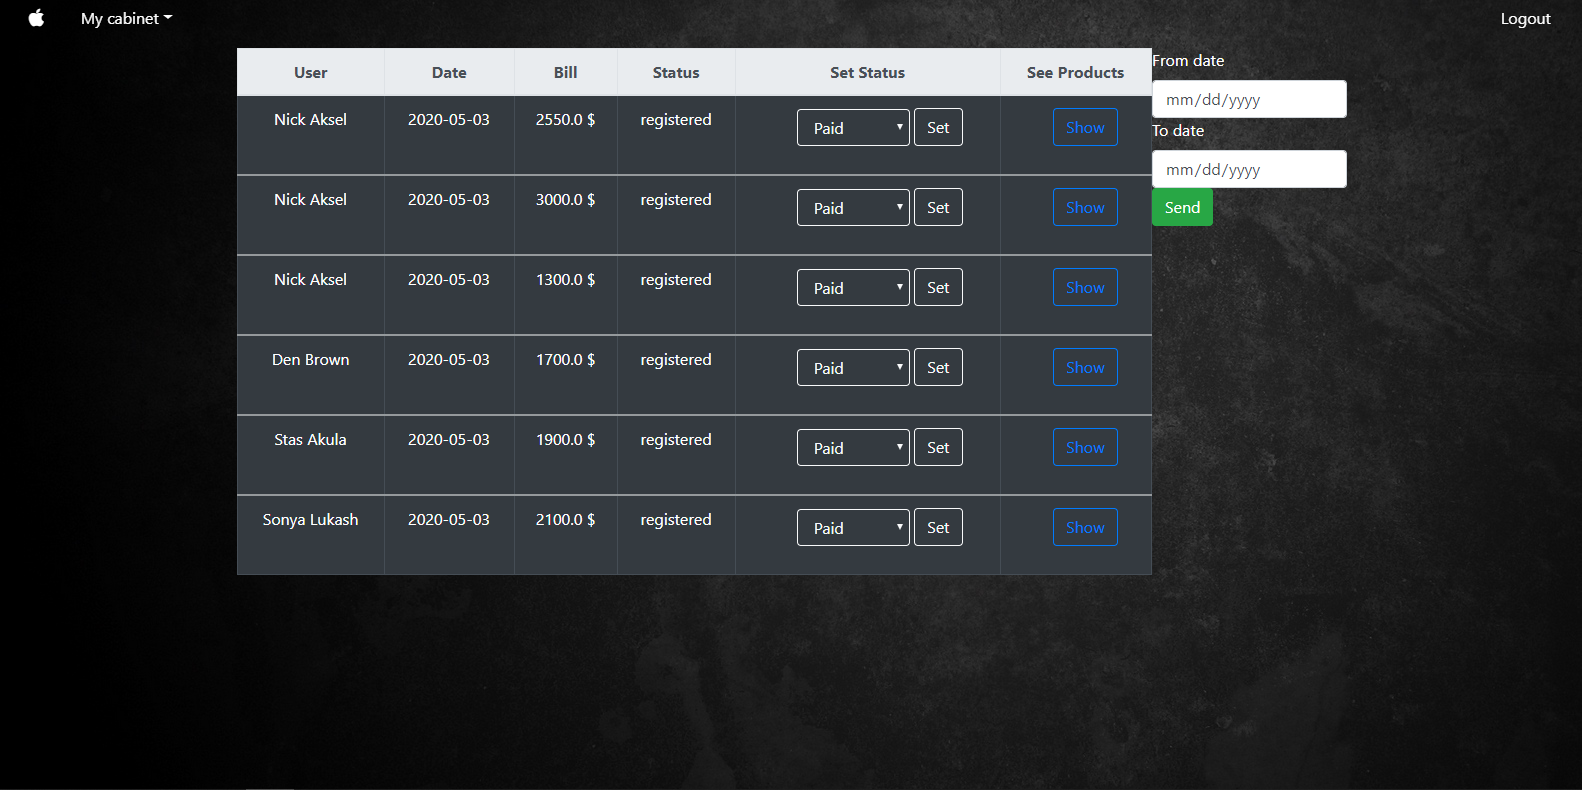 My cabinet Logout
User Date Bill Status Set Status See Products
Nick Aksel 2020-05-03 2550.0 $ registered Paid Set Show
Nick Aksel 2020-05-03 3000.0 $ registered Paid Set Show
Nick Aksel 2020-05-03 1300.0 $ registered Paid Set Show
Den Brown 2020-05-03 1700.0 $ registered Paid Set Show
Stas Akula 2020-05-03 1900.0 $ registered Paid Set Show
Sonya Lukash 2020-05-03 2100.0 $ registered Paid Set Show
From date
mm/dd/yyyy
To date
mm/dd/yyyy
Send